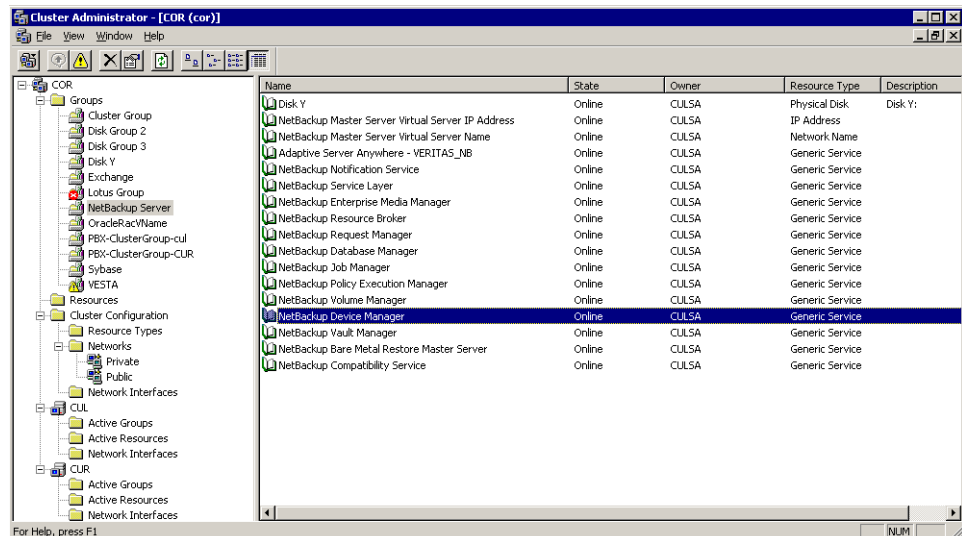 Cluster Administrator - [COR (cor)]
File View Window Help
COR
Groups
Cluster Group
Disk Group 2
Disk Group 3
Disk Y
Exchange
Lotus Group
NetBackup Server
OracleRacVName
PBX-ClusterGroup-cul
PBX-ClusterGroup-CUR
Sybase
VESTA
Resources
Cluster Configuration
Resource Types
Networks
Private
Public
Network Interfaces
CUL
Active Groups
Active Resources
Network Interfaces
CUR
Active Groups
Active Resources
Network Interfaces
Name State Owner Resource Type Description
Disk Y Online CULSA Physical Disk Disk Y:
NetBackup Master Server Virtual Server IP Address Online CULSA IP Address
NetBackup Master Server Virtual Server Name Online CULSA Network Name
Adaptive Server Anywhere - VERITAS_NB Online CULSA Generic Service
NetBackup Notification Service Online CULSA Generic Service
NetBackup Service Layer Online CULSA Generic Service
NetBackup Enterprise Media Manager Online CULSA Generic Service
NetBackup Resource Broker Online CULSA Generic Service
NetBackup Request Manager Online CULSA Generic Service
NetBackup Database Manager Online CULSA Generic Service
NetBackup Job Manager Online CULSA Generic Service
NetBackup Policy Execution Manager Online CULSA Generic Service
NetBackup Volume Manager Online CULSA Generic Service
NetBackup Device Manager Online CULSA Generic Service
NetBackup Vault Manager Online CULSA Generic Service
NetBackup Bare Metal Restore Master Server Online CULSA Generic Service
NetBackup Compatibility Service Online CULSA Generic Service
For Help, press F1 NUM